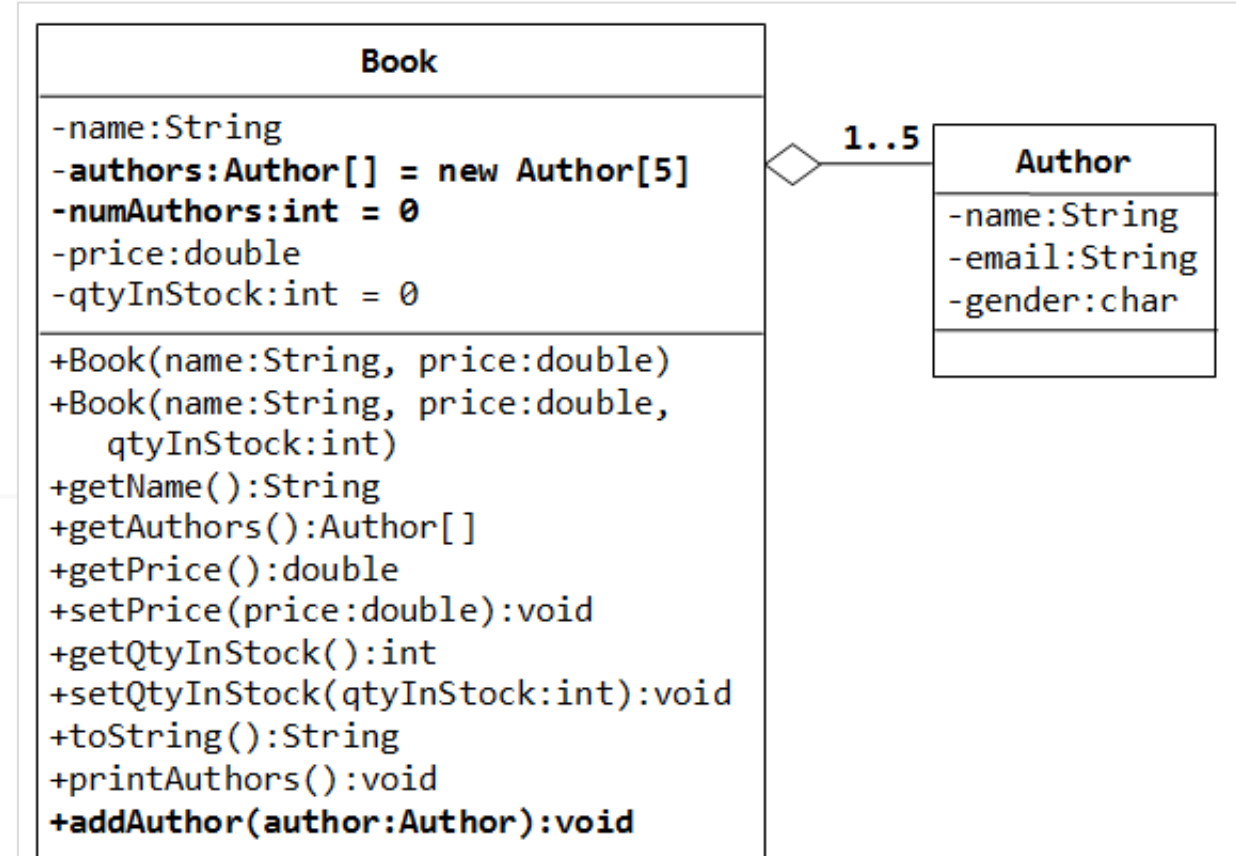 Book
-name:String
-authors:Author[] = new Author[5]
-numAuthors:int = 0
-price:double
-qtyInStock:int = 0
+Book(name:String, price:double)
+Book(name:String, price:double,
qtyInStock:int)
+getName():String
+getAuthors():Author[]
+getPrice():double
+setPrice(price:double):void
+getQtyInStock():int
+setQtyInStock(qtyInStock:int):void
+toString():String
+printAuthors():void
+addAuthor(author:Author):void
1..5
Author
-name:String
-email:String
-gender:char